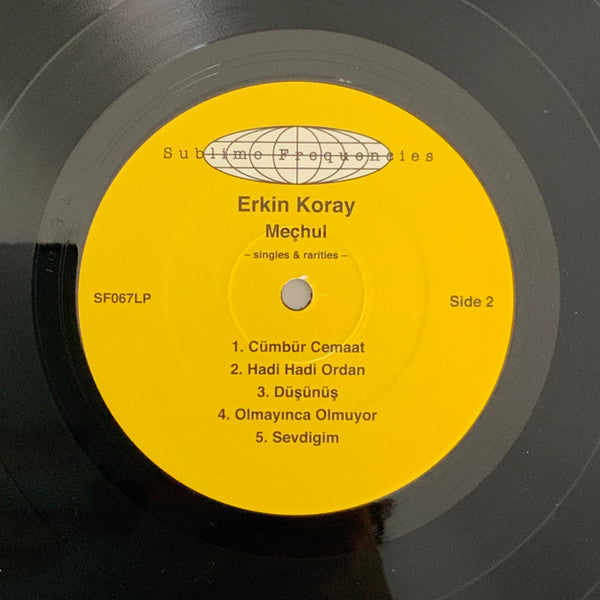 Sublime Frequencies
Erkin Koray
Meçhul
– singles & rarities –
SF067LP
Side 2
1. Cümbür Cemaat
2. Hadi Hadi Ordan
3. Düşünüş
4. Olmayınca Olmuyor
5. Sevdigim